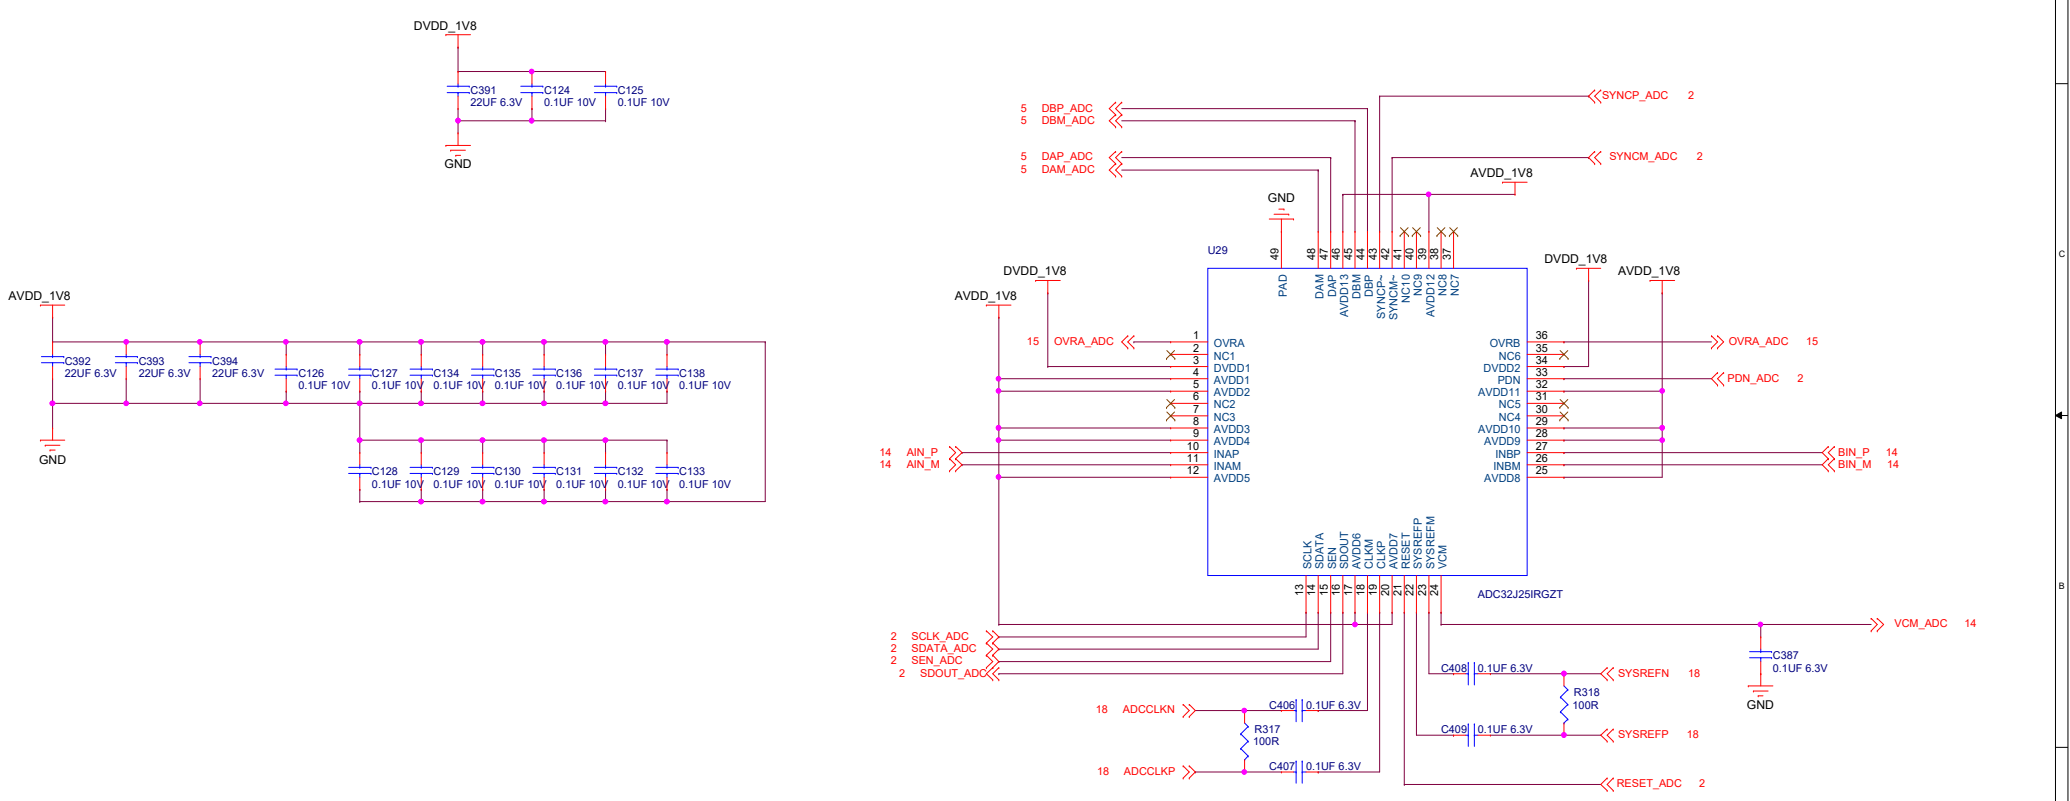 DVDD_1V8
C391
22UF 6.3V
C124
0.1UF 10V
C125
0.1UF 10V
GND
AVDD_1V8
C392
22UF 6.3V
C393
22UF 6.3V
C394
22UF 6.3V
C126
0.1UF 10V
C127
0.1UF 10V
C134
0.1UF 10V
C135
0.1UF 10V
C136
0.1UF 10V
C137
0.1UF 10V
C138
0.1UF 10V
GND
C128
0.1UF 10V
C129
0.1UF 10V
C130
0.1UF 10V
C131
0.1UF 10V
C132
0.1UF 10V
C133
0.1UF 10V
5 DBP_ADC
5 DBM_ADC
5 DAP_ADC
5 DAM_ADC
SYNCP_ADC 2
SYNCM_ADC 2
AVDD_1V8
GND
U29
49 PAD
48 DAM
47 DAP
46 AVDD13
45 DBM
44 DBP
43 SYNCP~
42 SYNCM~
41 NC10
40 NC9
39 AVDD12
38 NC8
37 NC7
DVDD_1V8
AVDD_1V8
DVDD_1V8
AVDD_1V8
15 OVRA_ADC
14 AIN_P
14 AIN_M
1 OVRA
2 NC1
3 DVDD1
4 AVDD1
5 AVDD2
6 NC2
7 NC3
8 AVDD3
9 AVDD4
10 INAP
11 INAM
12 AVDD5
OVRB 36
NC6 35
DVDD2 34
PDN 33
AVDD11 32
NC5 31
NC4 30
AVDD10 29
AVDD9 28
INBP 27
INBM 26
AVDD8 25
OVRA_ADC 15
PDN_ADC 2
BIN_P 14
BIN_M 14
SCLK 13
SDATA 14
SEN 15
SDOUT 16
AVDD6 17
CLKM 18
CLKP 19
AVDD7 20
RESET 21
SYSREFP 22
SYSREFM 23
VCM 24
ADC32J25IRGZT
2 SCLK_ADC
2 SDATA_ADC
2 SEN_ADC
2 SDOUT_ADC
VCM_ADC 14
C387
0.1UF 6.3V
GND
C408 0.1UF 6.3V
SYSREFN 18
R318
100R
C409 0.1UF 6.3V
SYSREFP 18
18 ADCCLKN
C406 0.1UF 6.3V
R317
100R
18 ADCCLKP
C407 0.1UF 6.3V
RESET_ADC 2
C
B